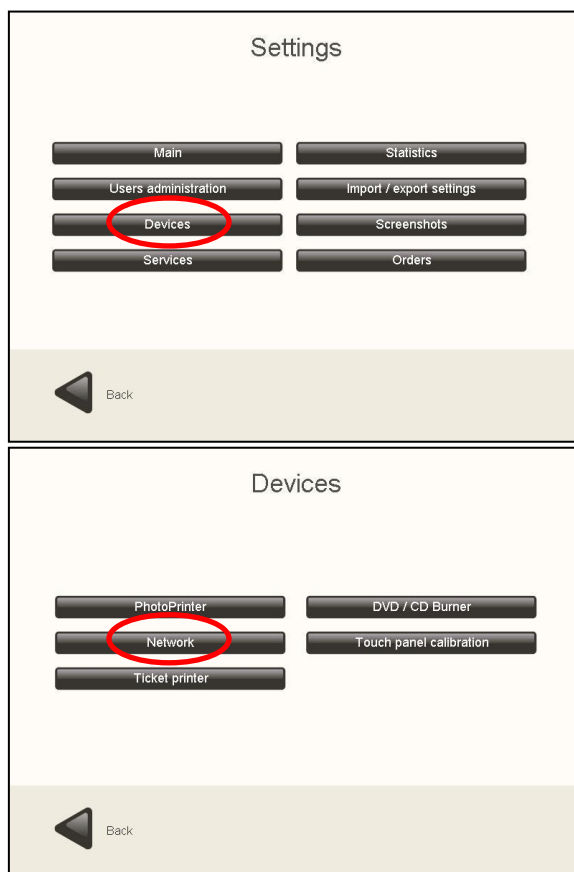 Settings
Main
Statistics
Users administration
Import / export settings
Devices
Screenshots
Services
Orders
Back
Devices
PhotoPrinter
DVD / CD Burner
Network
Touch panel calibration
Ticket printer
Back